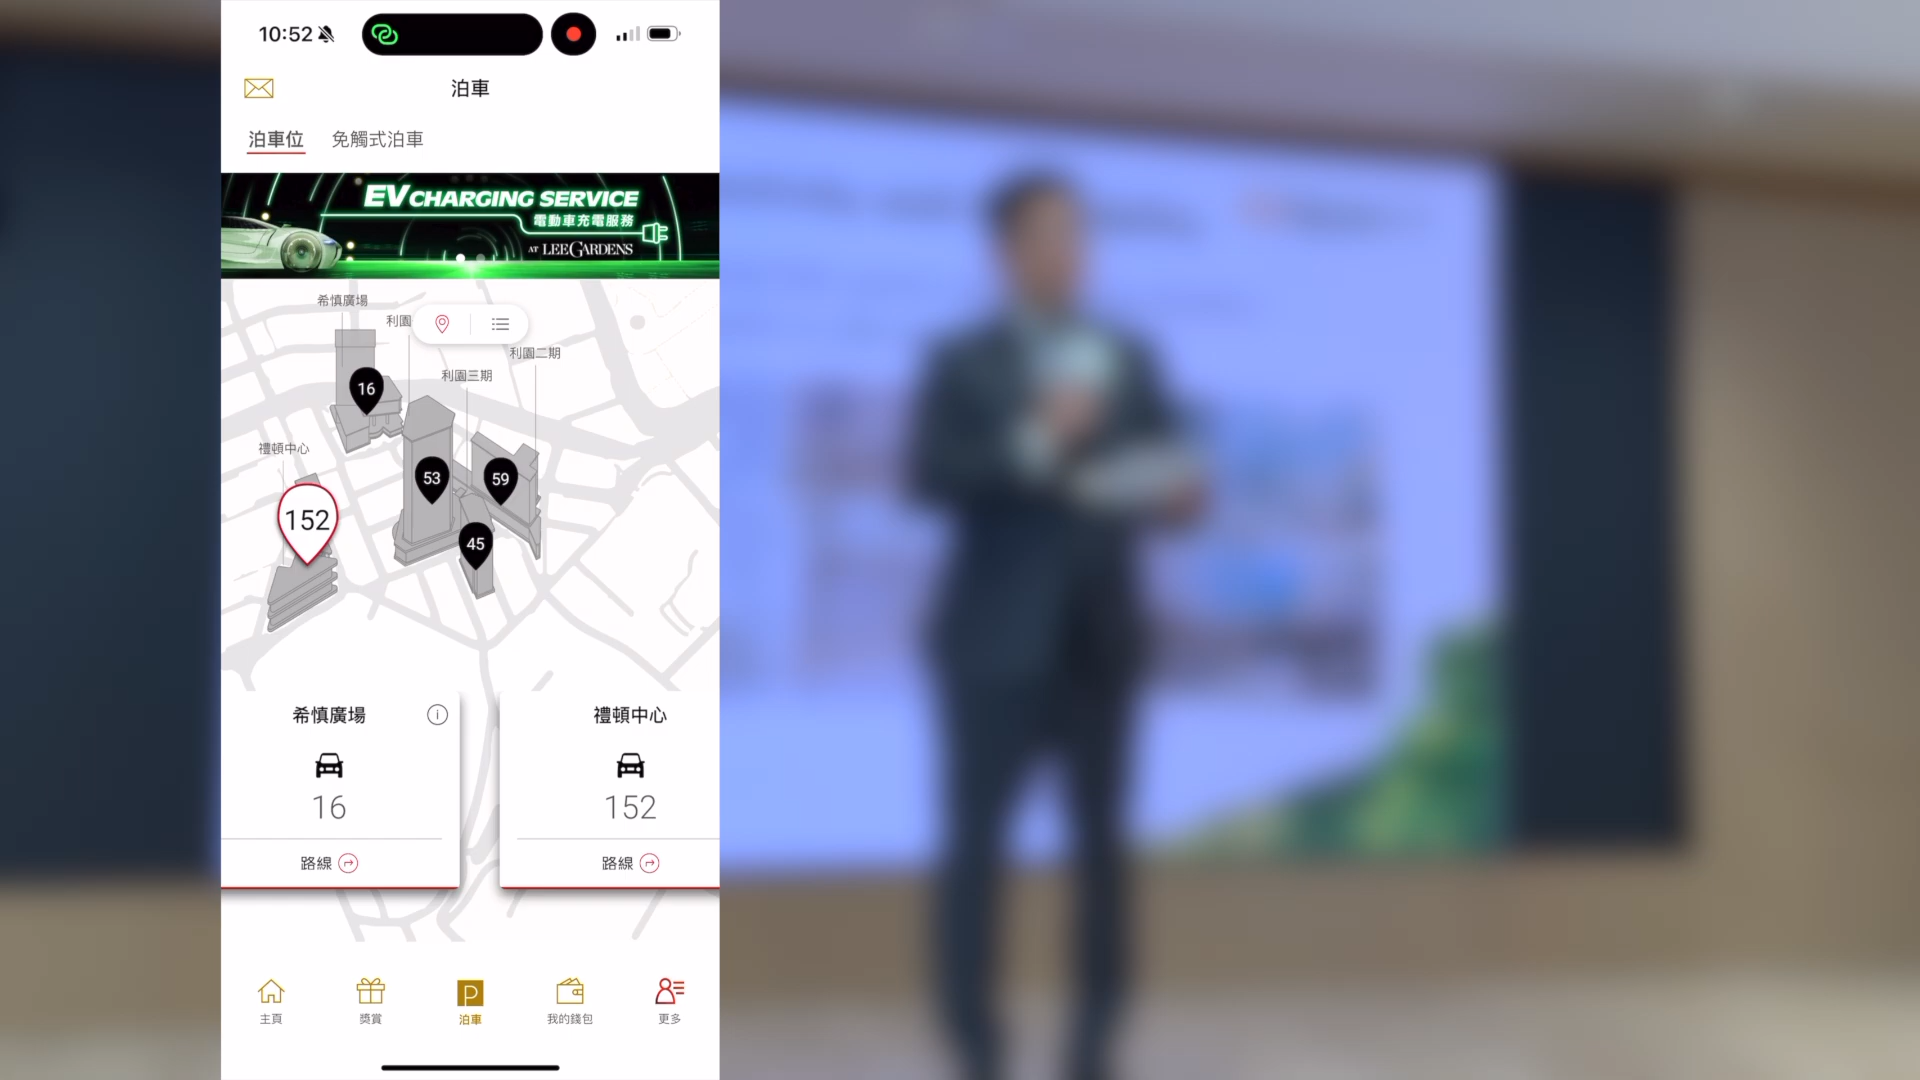 10:52
泊車
泊車位 免觸式泊車
EV CHARGING SERVICE
電動車充電服務
AT LEE GARDENS
希慎廣場
利園
利園二期
利園三期
16
禮頓中心
53
59
152
45
希慎廣場
16
路線
禮頓中心
152
路線
主頁 獎賞 泊車 我的錢包 更多